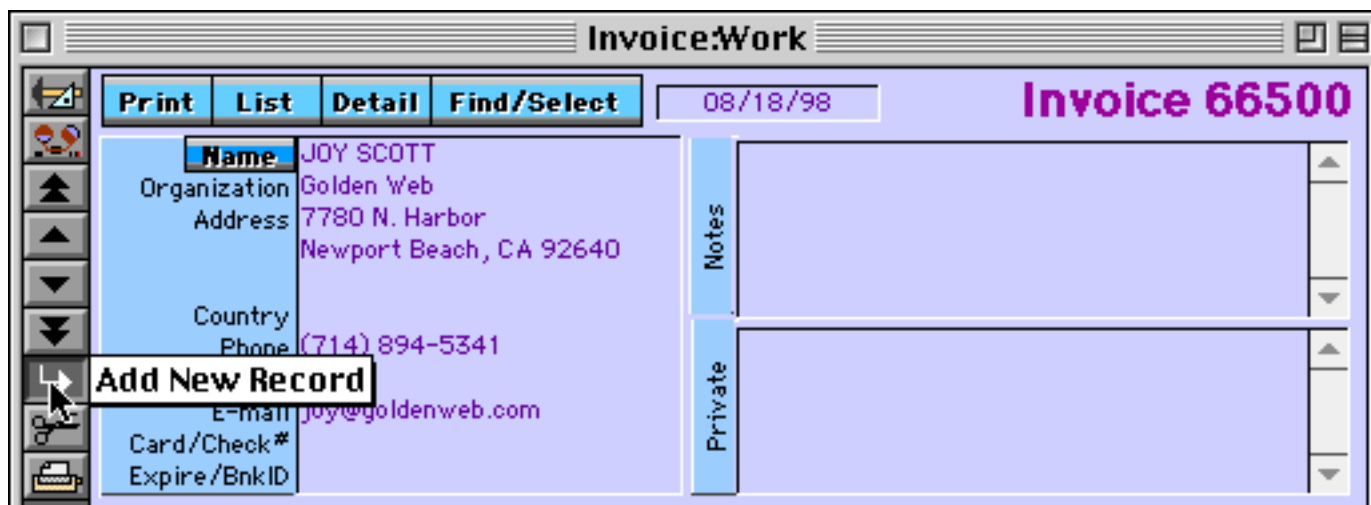 Invoice:Work
Print List Detail Find/Select 08/18/98 Invoice 66500
Name JOY SCOTT
Organization Golden Web
Address 7780 N. Harbor
Newport Beach, CA 92640
Country
Phone (714) 894-5341
Add New Record
E-mail joy@goldenweb.com
Card/Check#
Expire/BnkID
Notes
Private